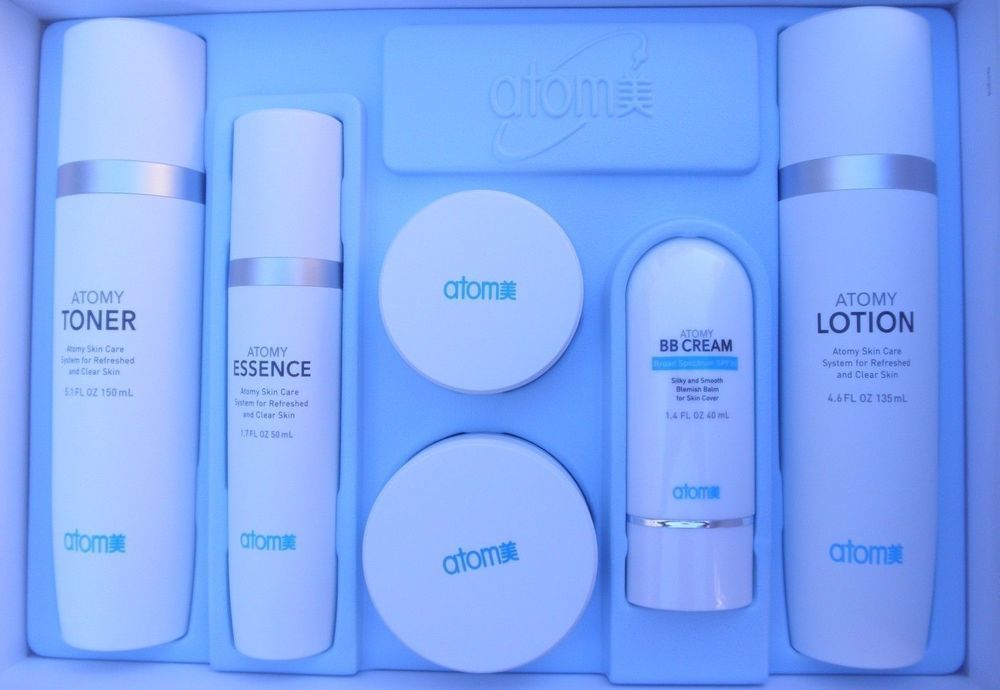 atom美
ATOMY
TONER
Atomy Skin Care
System for Refreshed
and Clear Skin
5.1 FL OZ 150 mL
atom美
ATOMY
ESSENCE
Atomy Skin Care
System for Refreshed
and Clear Skin
1.7 FL OZ 50 mL
atom美
atom美
atom美
ATOMY
BB CREAM
Broad Spectrum
Silky and Smooth
Blemish Balm
for Skin Cover
1.4 FL OZ 40 mL
atom美
ATOMY
LOTION
Atomy Skin Care
System for Refreshed
and Clear Skin
4.6 FL OZ 135 mL
atom美